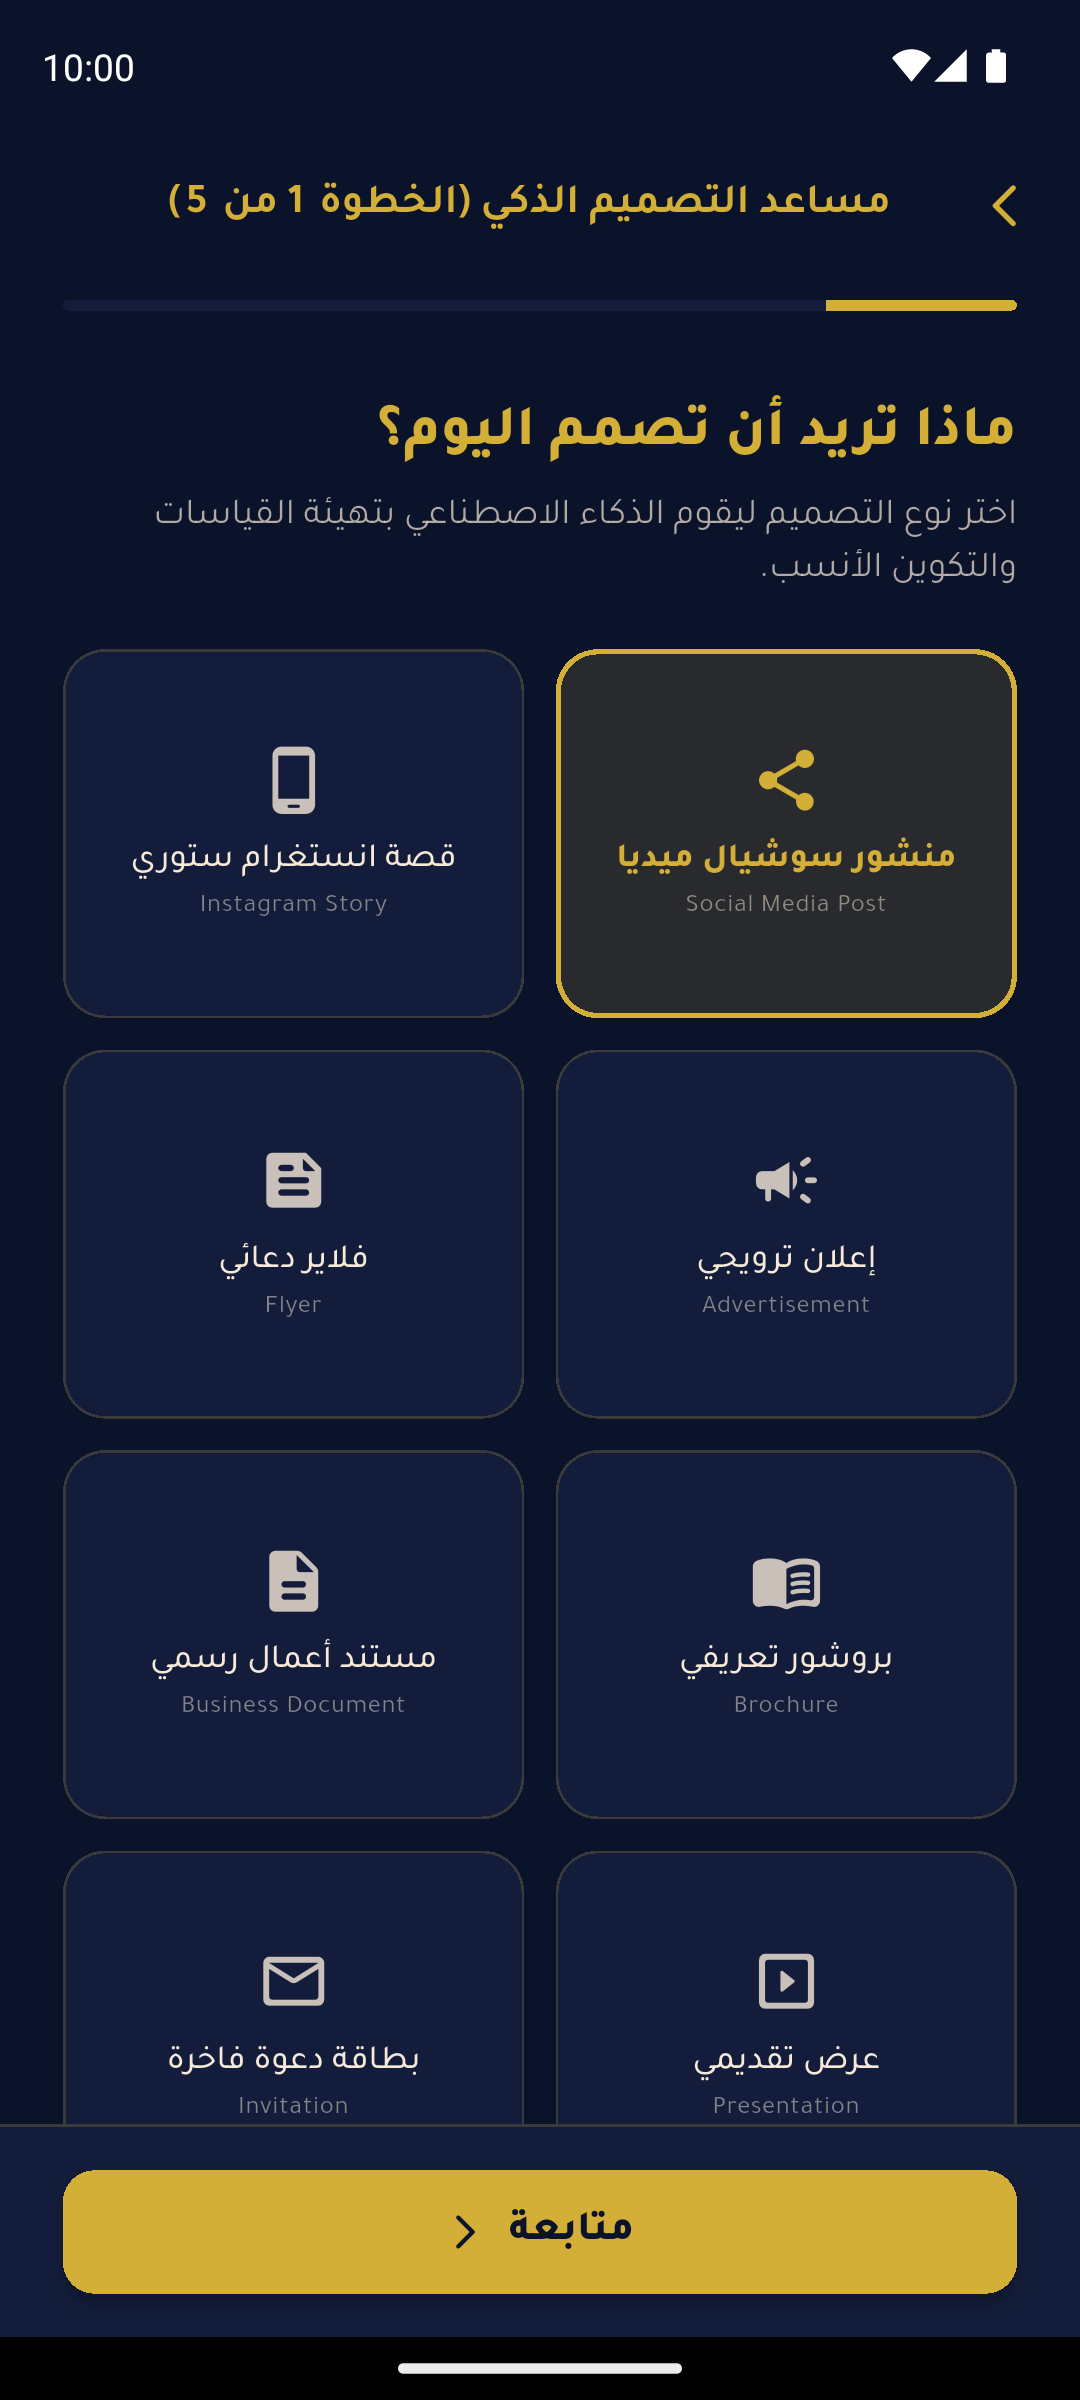 10:00
مساعد التصميم الذكي (الخطوة 1 من 5)
ماذا تريد أن تصمم اليوم؟
اختر نوع التصميم ليقوم الذكاء الاصطناعي بتهيئة القياسات
والتكوين الأنسب.
منشور سوشيال ميديا
Social Media Post
قصة انستغرام ستوري
Instagram Story
إعلان ترويجي
Advertisement
فلاير دعائي
Flyer
بروشور تعريفي
Brochure
مستند أعمال رسمي
Business Document
عرض تقديمي
Presentation
بطاقة دعوة فاخرة
Invitation
متابعة